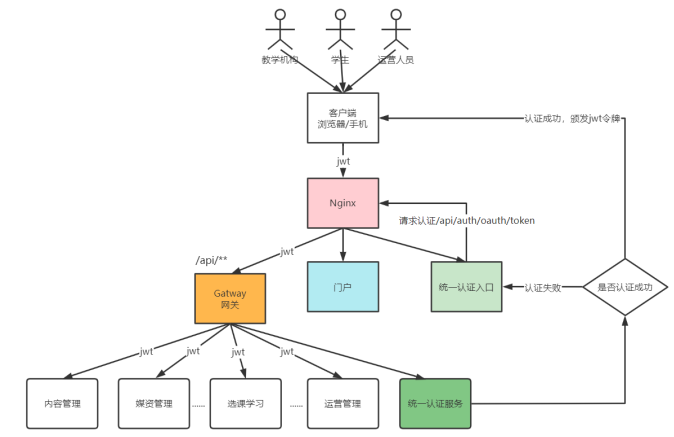 教学机构
学生
运营人员
客户端
浏览器/手机
认证成功，颁发jwt令牌
jwt
Nginx
请求认证/api/auth/oauth/token
/api/**
jwt
Gatway
网关
门户
统一认证入口
认证失败
是否认证成功
jwt
jwt
jwt
jwt
内容管理
媒资管理
......
选课学习
......
运营管理
统一认证服务